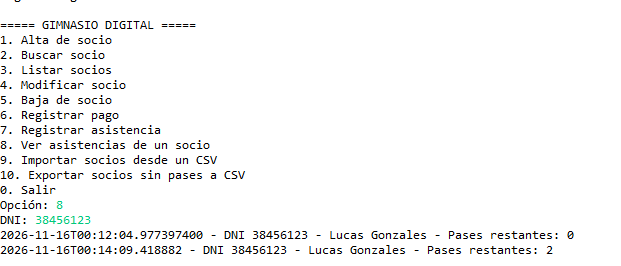 ===== GIMNASIO DIGITAL =====
1. Alta de socio
2. Buscar socio
3. Listar socios
4. Modificar socio
5. Baja de socio
6. Registrar pago
7. Registrar asistencia
8. Ver asistencias de un socio
9. Importar socios desde un CSV
10. Exportar socios sin pases a CSV
0. Salir
Opción: 8
DNI: 38456123
2026-11-16T00:12:04.977397400 - DNI 38456123 - Lucas Gonzales - Pases restantes: 0
2026-11-16T00:14:09.418882 - DNI 38456123 - Lucas Gonzales - Pases restantes: 2